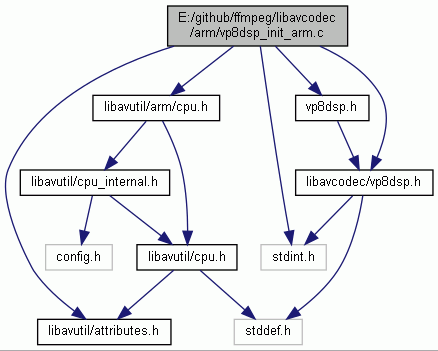 E:/github/ffmpeg/libavcodec
/arm/vp8dsp_init_arm.c
libavutil/arm/cpu.h
vp8dsp.h
libavutil/cpu_internal.h
libavcodec/vp8dsp.h
config.h
libavutil/cpu.h
stdint.h
libavutil/attributes.h
stddef.h